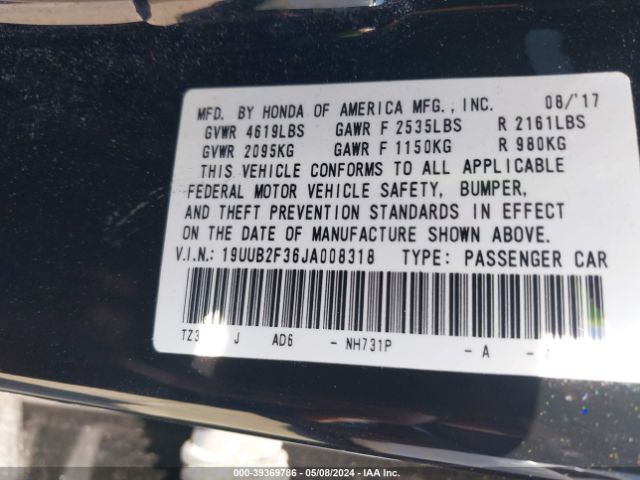 MFD. BY HONDA OF AMERICA MFG., INC. 08/'17
GVWR 4619LBS GAWR F 2535LBS R 2161LBS
GVWR 2095KG GAWR F 1150KG R 980KG
THIS VEHICLE CONFORMS TO ALL APPLICABLE
FEDERAL MOTOR VEHICLE SAFETY, BUMPER,
AND THEFT PREVENTION STANDARDS IN EFFECT
ON THE DATE OF MANUFACTURE SHOWN ABOVE.
V.I.N.: 19UUB2F36JA008318 TYPE: PASSENGER CAR
TZ3 J AD6 - NH731P - A -
000-39369786 - 05/08/2024 - IAA Inc.